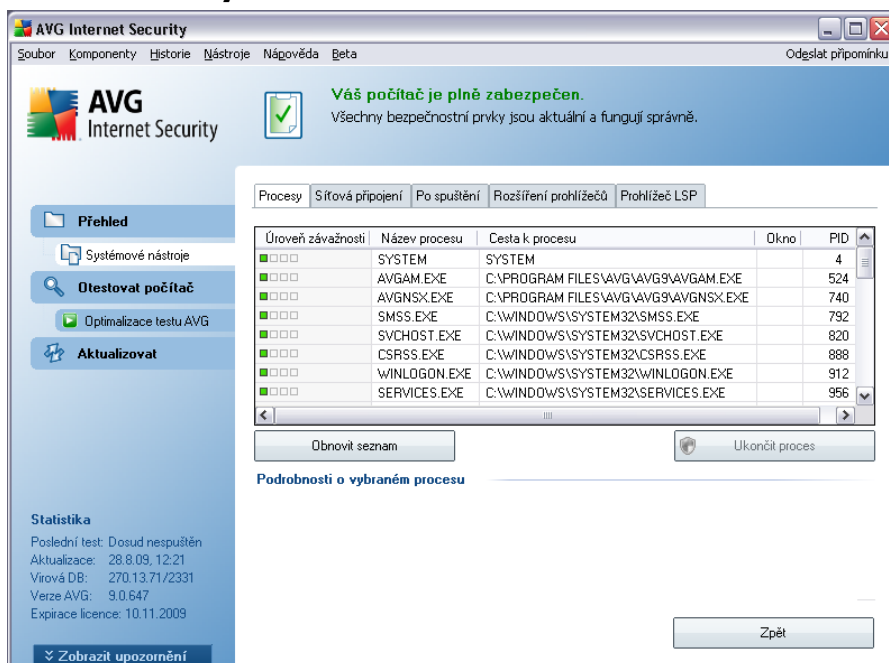 AVG Internet Security
Soubor Komponenty Historie Nástroje Nápověda Beta Odeslat připomínku
AVG
Internet Security
Váš počítač je plně zabezpečen.
Všechny bezpečnostní prvky jsou aktuální a fungují správně.
Přehled
Systémové nástroje
Otestovat počítač
Optimalizace testu AVG
Aktualizovat
Procesy Síťová připojení Po spuštění Rozšíření prohlížečů Prohlížeč LSP
Úroveň závažnosti Název procesu Cesta k procesu Okno PID
SYSTEM SYSTEM 4
AVGAM.EXE C:\PROGRAM FILES\AVG\AVG9\AVGAM.EXE 524
AVGNSX.EXE C:\PROGRAM FILES\AVG\AVG9\AVGNSX.EXE 740
SMSS.EXE C:\WINDOWS\SYSTEM32\SMSS.EXE 792
SVCHOST.EXE C:\WINDOWS\SYSTEM32\SVCHOST.EXE 820
CSRSS.EXE C:\WINDOWS\SYSTEM32\CSRSS.EXE 888
WINLOGON.EXE C:\WINDOWS\SYSTEM32\WINLOGON.EXE 912
SERVICES.EXE C:\WINDOWS\SYSTEM32\SERVICES.EXE 956
Obnovit seznam Ukončit proces
Podrobnosti o vybraném procesu
Statistika
Poslední test: Dosud nespuštěn
Aktualizace: 28.8.09, 12:21
Virová DB: 270.13.71/2331
Verze AVG: 9.0.647
Expirace licence: 10.11.2009
Zobrazit upozornění
Zpět